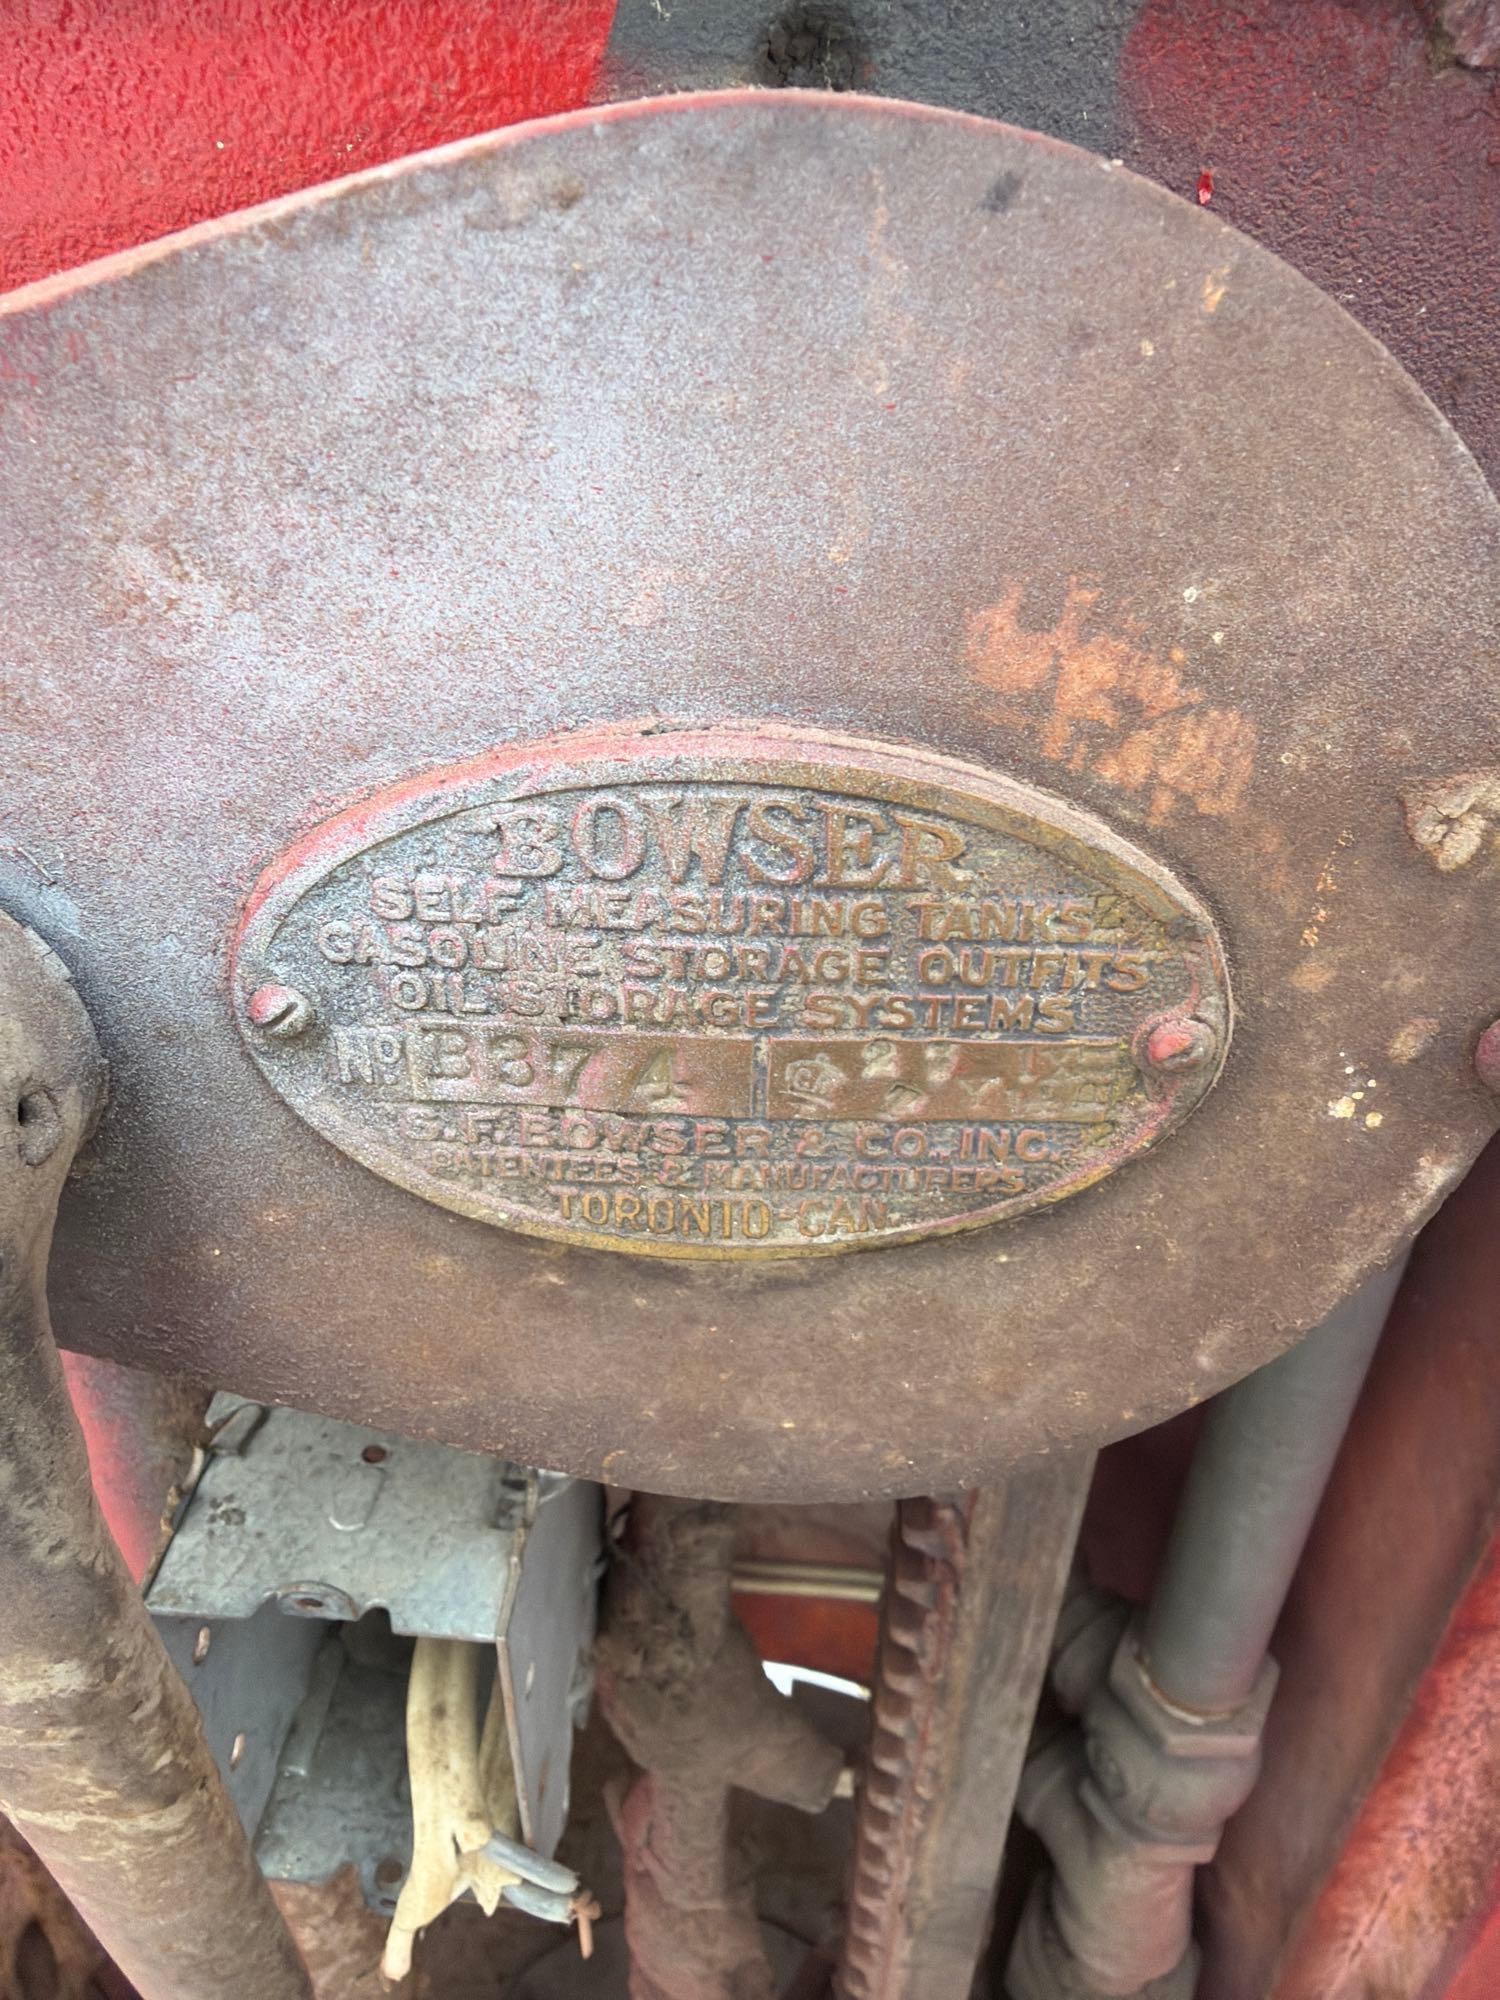 BOWSER
SELF MEASURING TANKS
GASOLINE STORAGE OUTFITS
OIL STORAGE SYSTEMS
NO. B374
S. F. BOWSER & CO., INC.
PATENTEES & MANUFACTURERS
TORONTO-CAN.